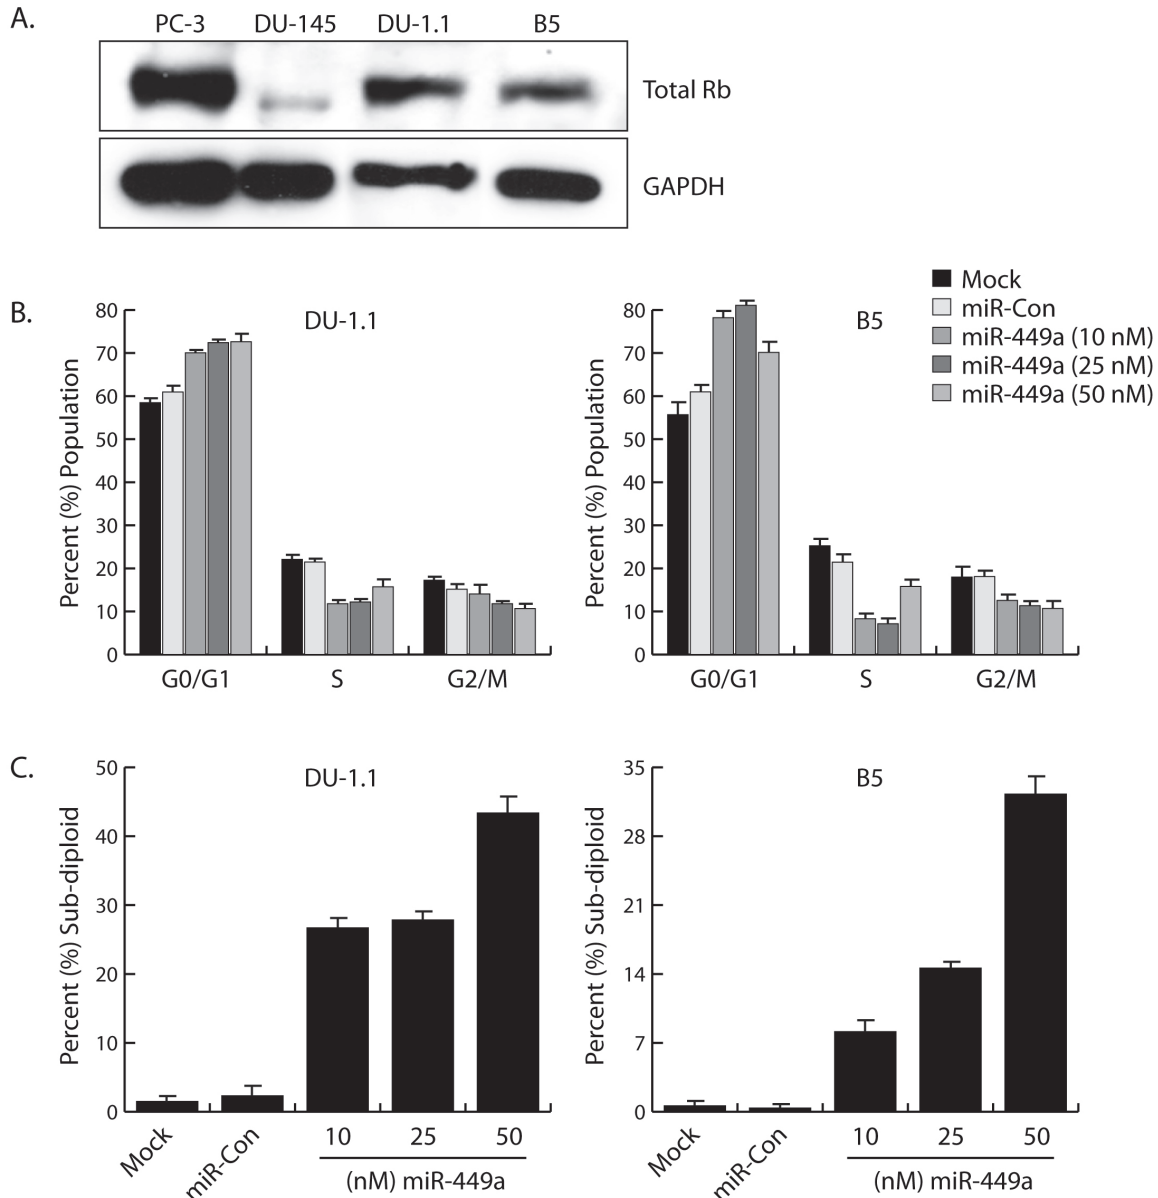 A.
PC-3 DU-145 DU-1.1 B5
Total Rb
GAPDH
Mock
miR-Con
miR-449a (10 nM)
miR-449a (25 nM)
miR-449a (50 nM)
B.
DU-1.1
Percent (%) Population
80
70
60
50
40
30
20
10
0
G0/G1 S G2/M
B5
Percent (%) Population
80
70
60
50
40
30
20
10
0
G0/G1 S G2/M
C.
DU-1.1
Percent (%) Sub-diploid
50
40
30
20
10
0
Mock miR-Con 10 25 50
(nM) miR-449a
B5
Percent (%) Sub-diploid
35
28
21
14
7
0
Mock miR-Con 10 25 50
(nM) miR-449a